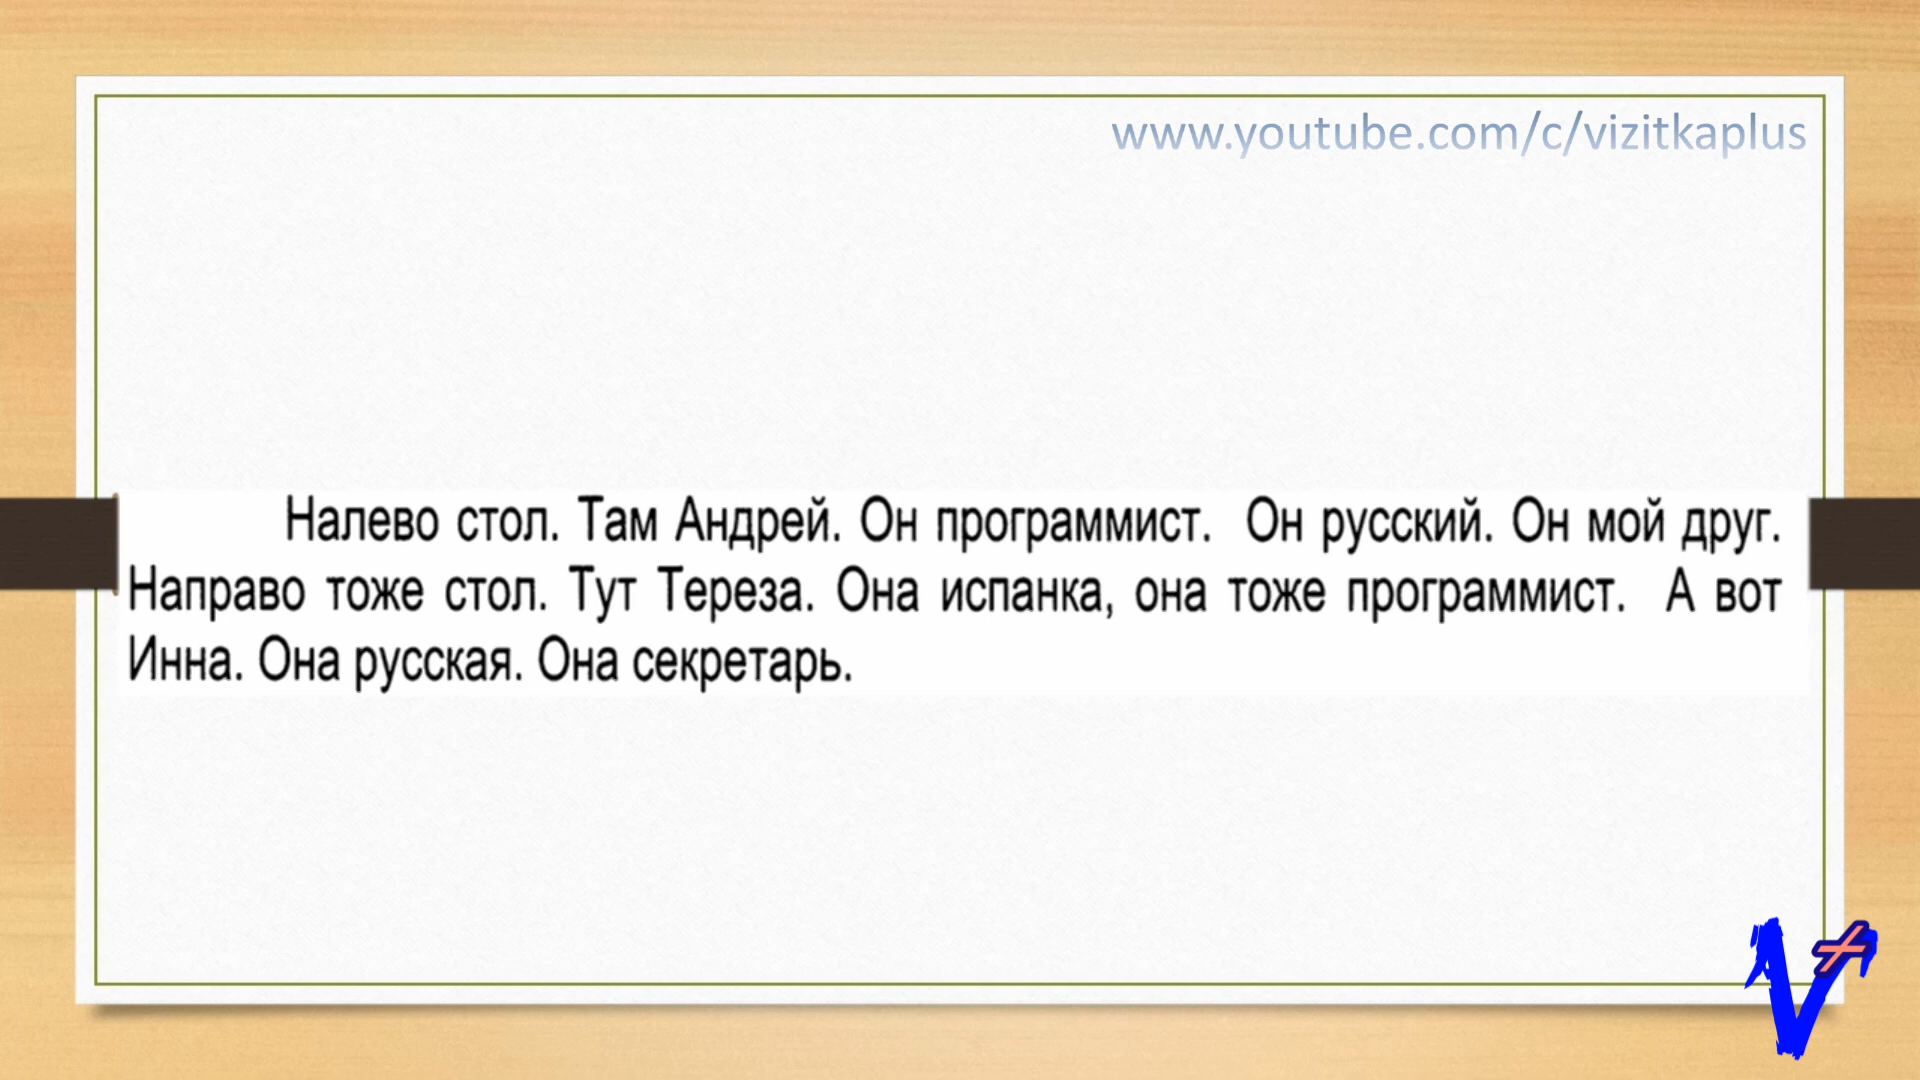 www.youtube.com/c/vizitkaplus
Налево стол. Там Андрей. Он программист. Он русский. Он мой друг.
Направо тоже стол. Тут Тереза. Она испанка, она тоже программист. А вот
Инна. Она русская. Она секретарь.
V+